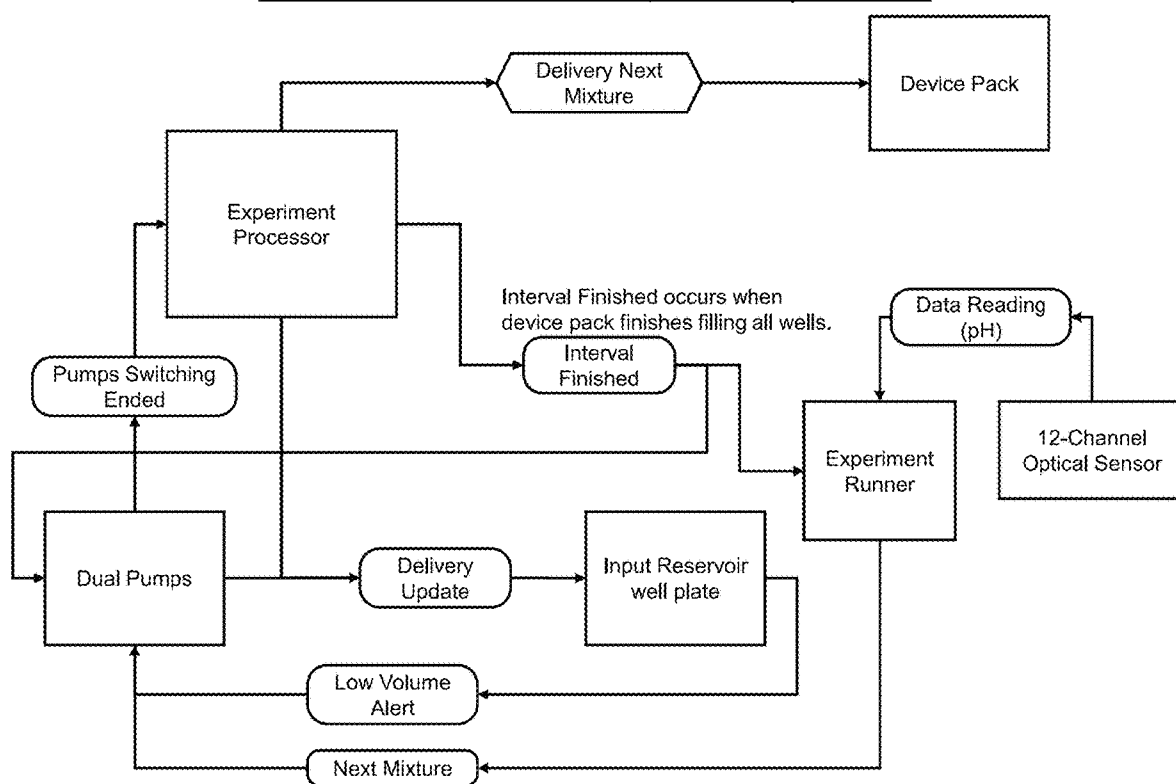 Delivery Next
Mixture
Device Pack
Experiment
Processor
Interval Finished occurs when
device pack finishes filling all wells.
Data Reading
(pH)
Interval
Finished
Pumps Switching
Ended
Experiment
Runner
12-Channel
Optical Sensor
Dual Pumps
Delivery
Update
Input Reservoir
well plate
Low Volume
Alert
Next Mixture